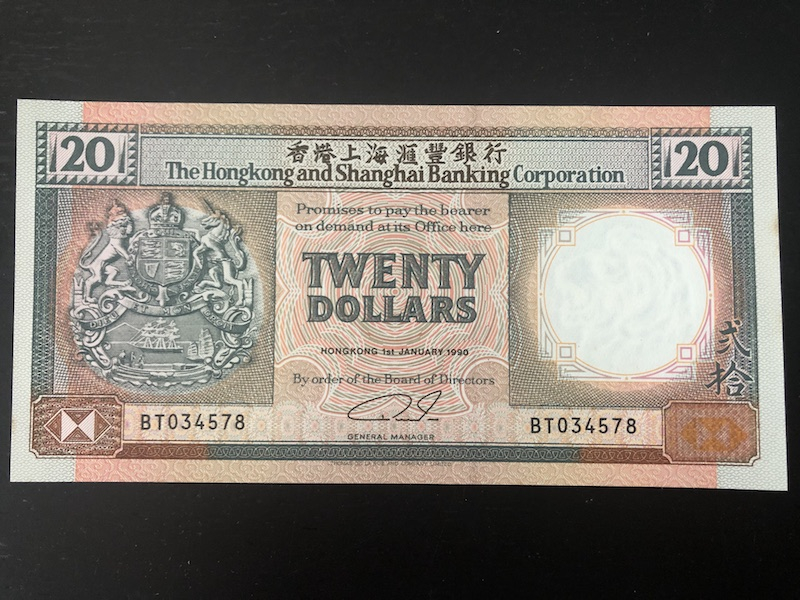 20
香港上海滙豐銀行
20
The Hongkong and Shanghai Banking Corporation
Promises to pay the bearer
on demand at its Office here
TWENTY
DOLLARS
HONGKONG 1st JANUARY 1990
By order of the Board of Directors
GENERAL MANAGER
BT034578
BT034578
貳拾